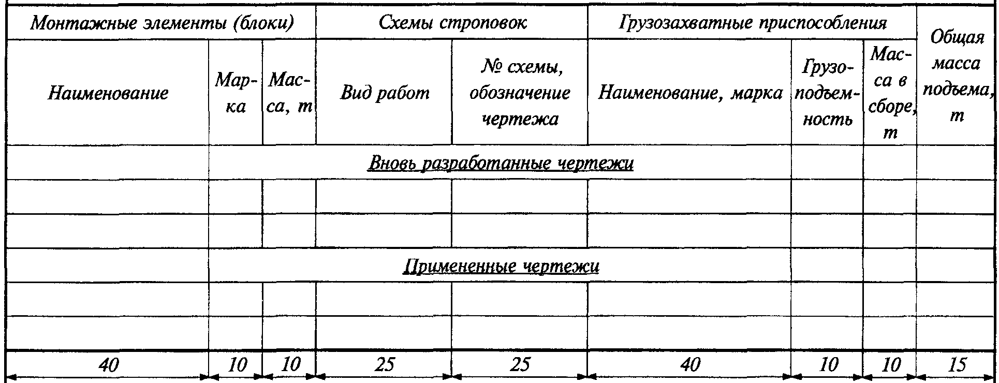 Монтажные элементы (блоки)
Схемы строповок
Грузозахватные приспособления
Общая
масса
подъема,
т
Наименование
Мар-
ка
Мас-
са, т
Вид работ
№ схемы,
обозначение
чертежа
Наименование, марка
Грузо-
подъем-
ность
Мас-
са в
сборе,
т
Вновь разработанные чертежи
Примененные чертежи
40
10
10
25
25
40
10
10
15